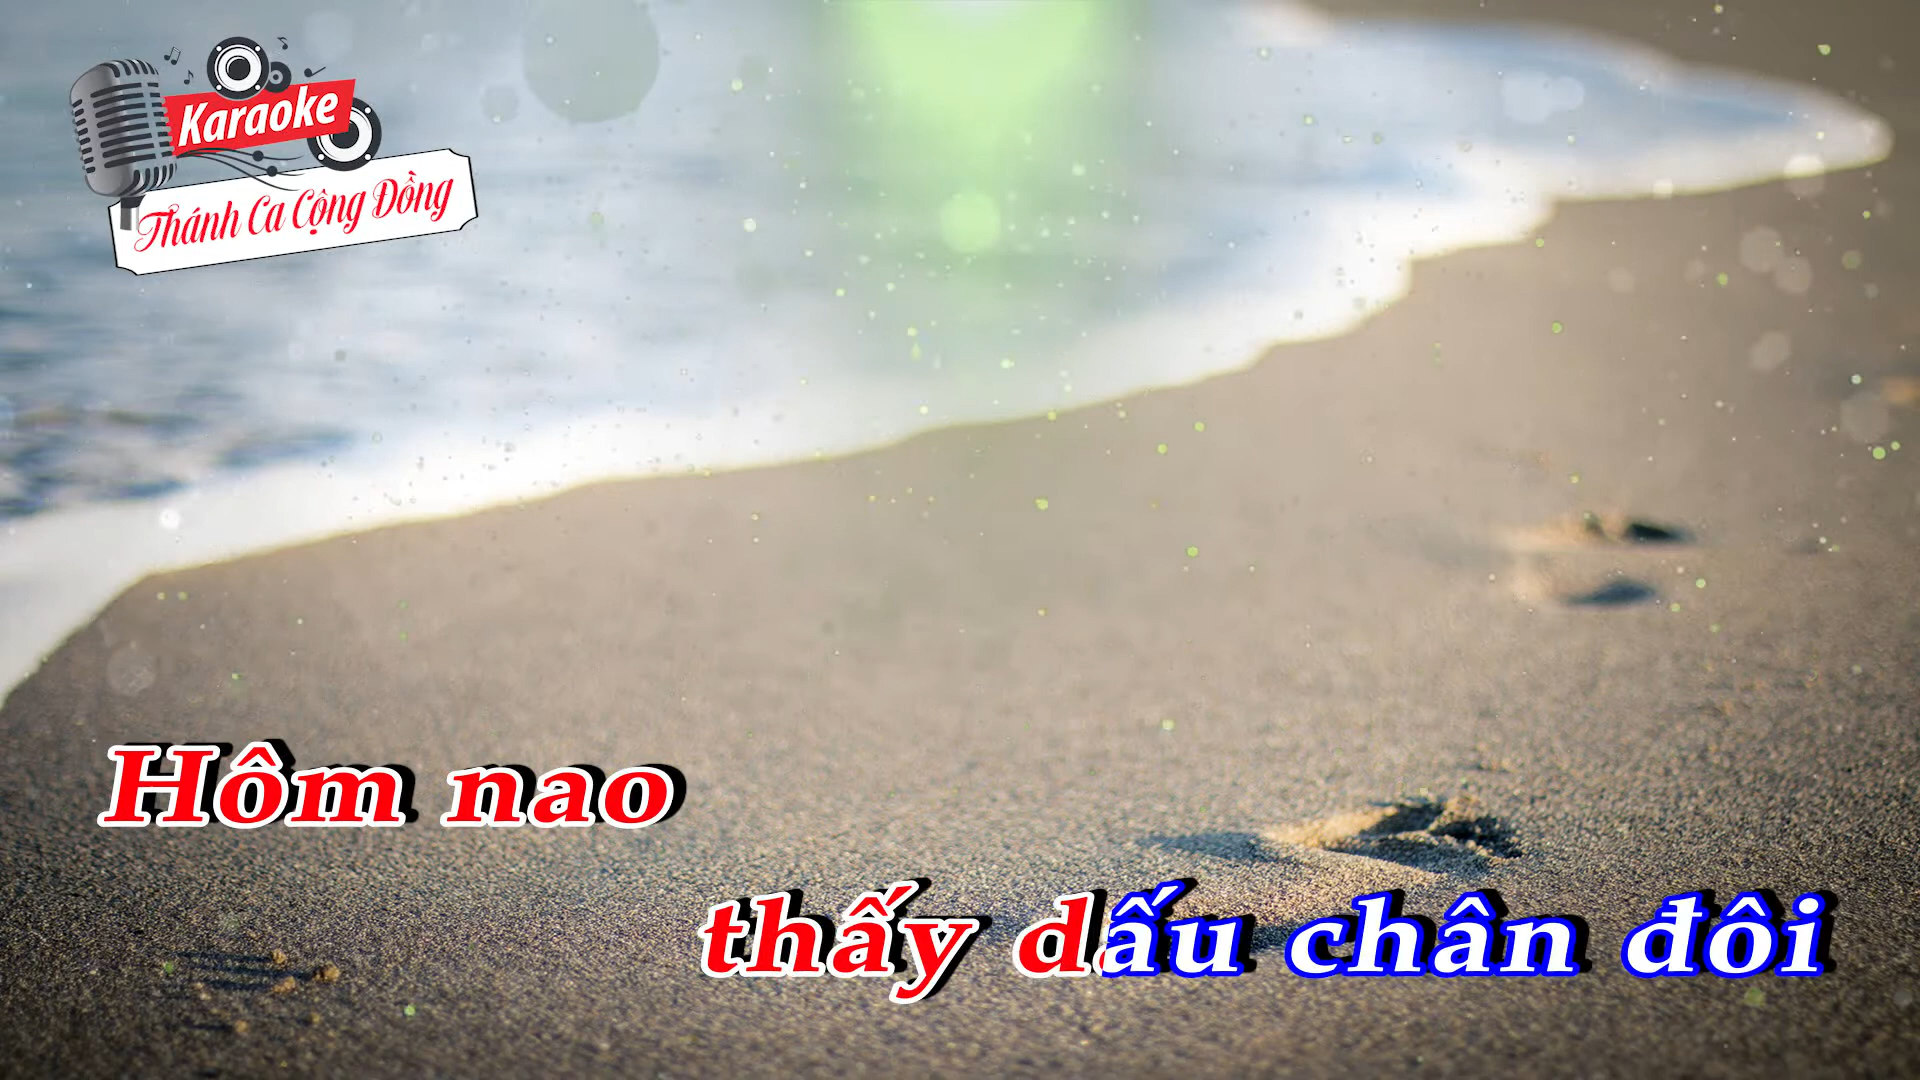 Karaoke
Thánh Ca Cộng Đồng
Hôm nao
thấy dấu chân đôi